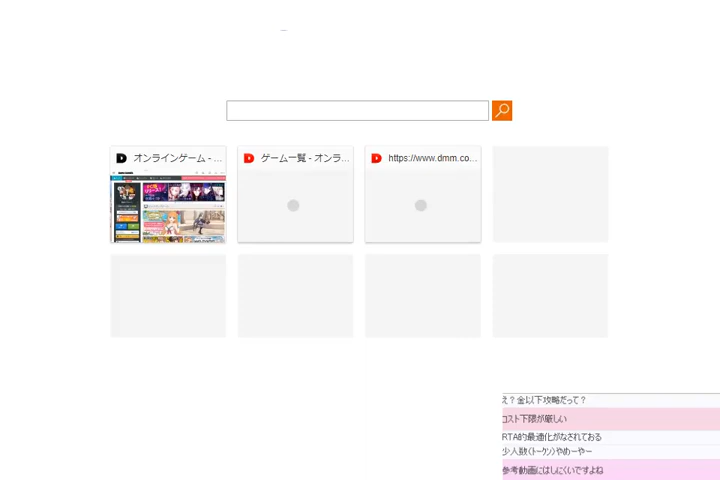 オンラインゲーム - ...
ゲーム一覧 - オンラ...
https://www.dmm.co...
え？金以下攻略だって？
コスト下限が厳しい
RTA的最適化がなされておる
少人数（トークン）やめーやー
参考動画にはしにくいですよね